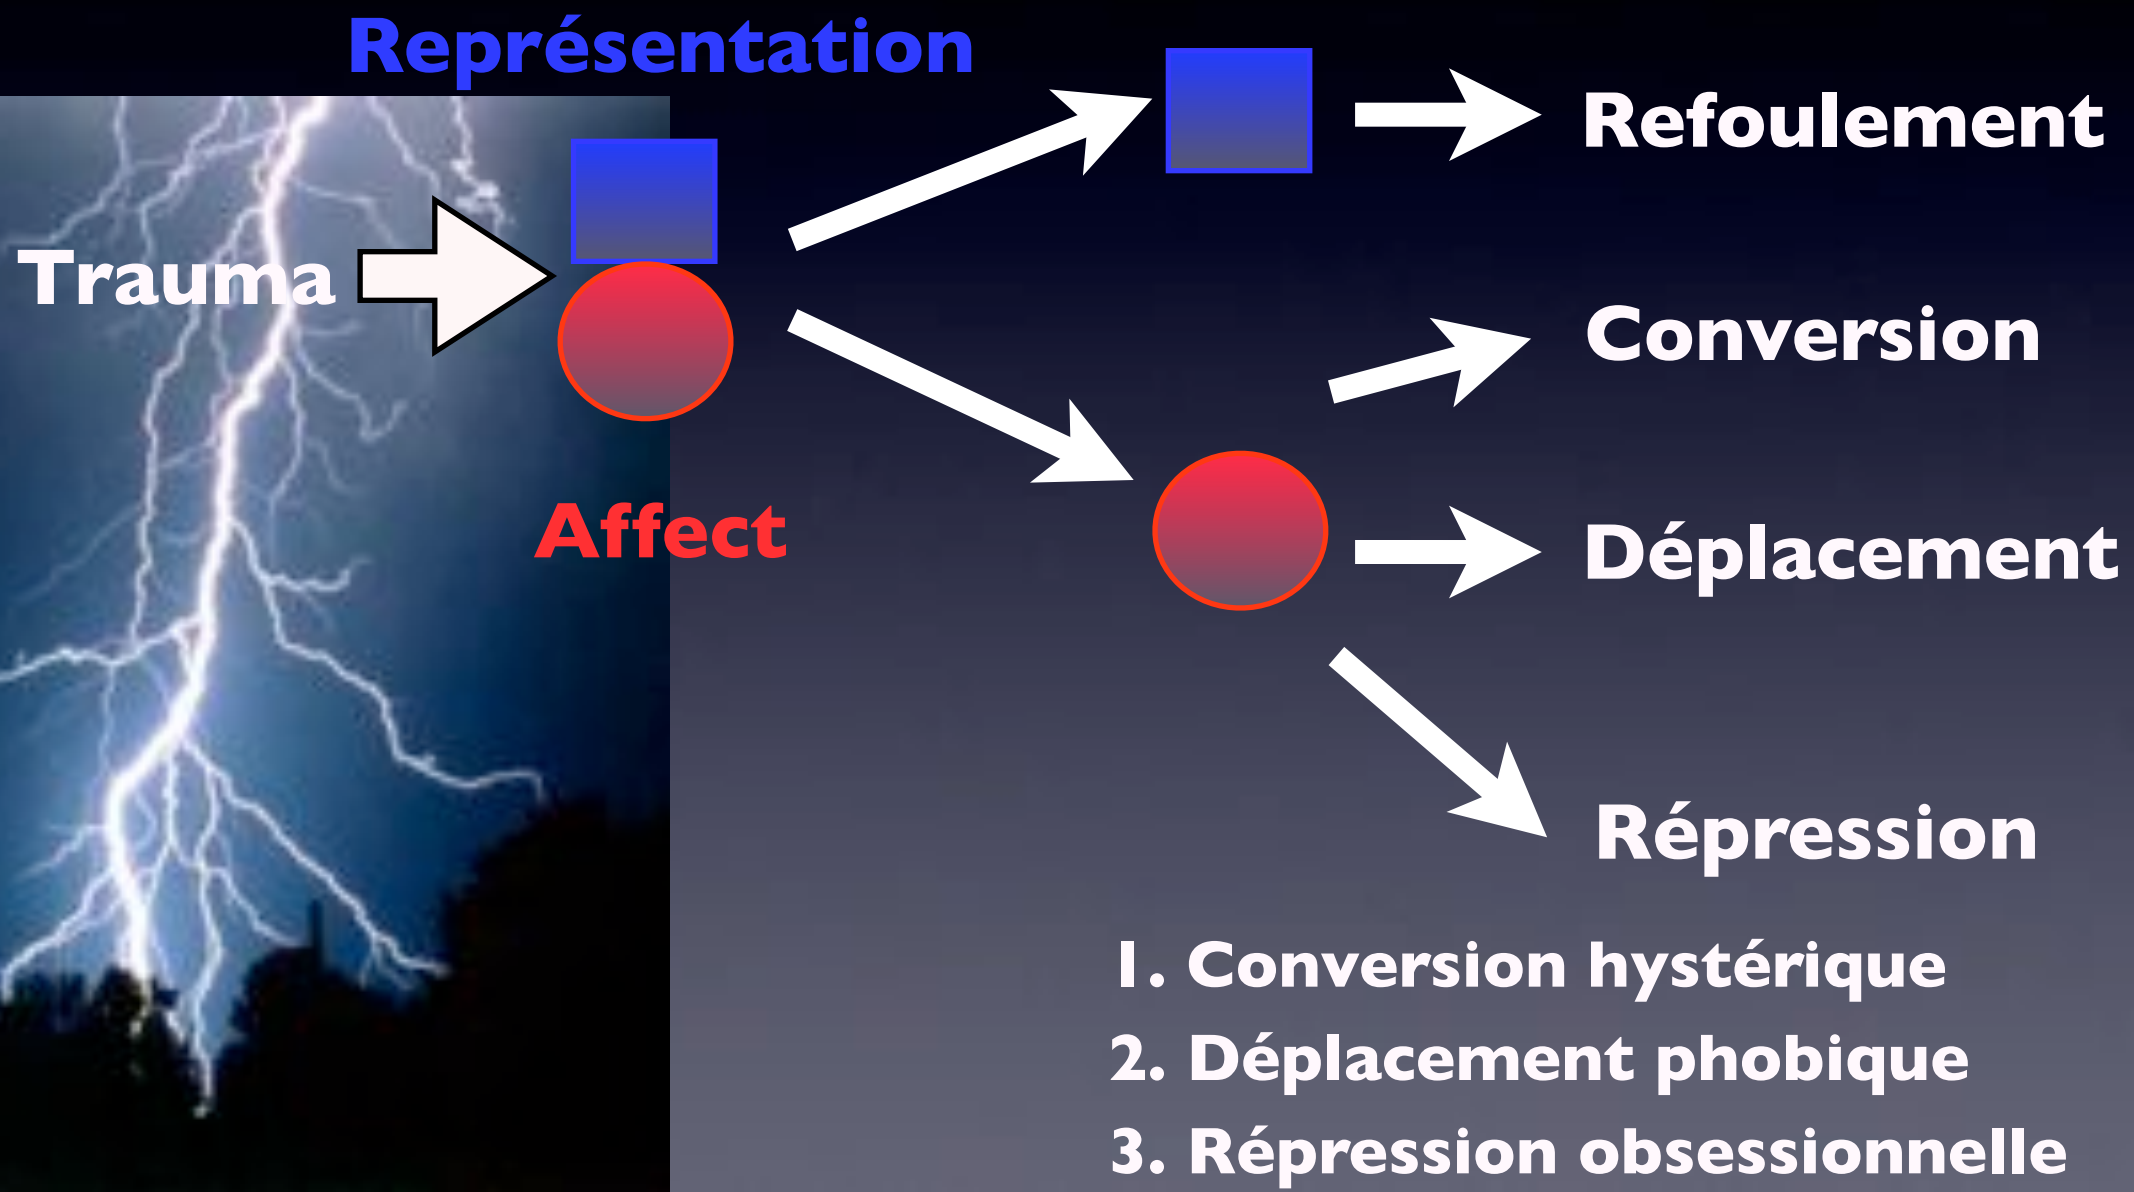 Représentation
Refoulement
Trauma
Conversion
Affect
Déplacement
Répression
1. Conversion hystérique
2. Déplacement phobique
3. Répression obsessionnelle